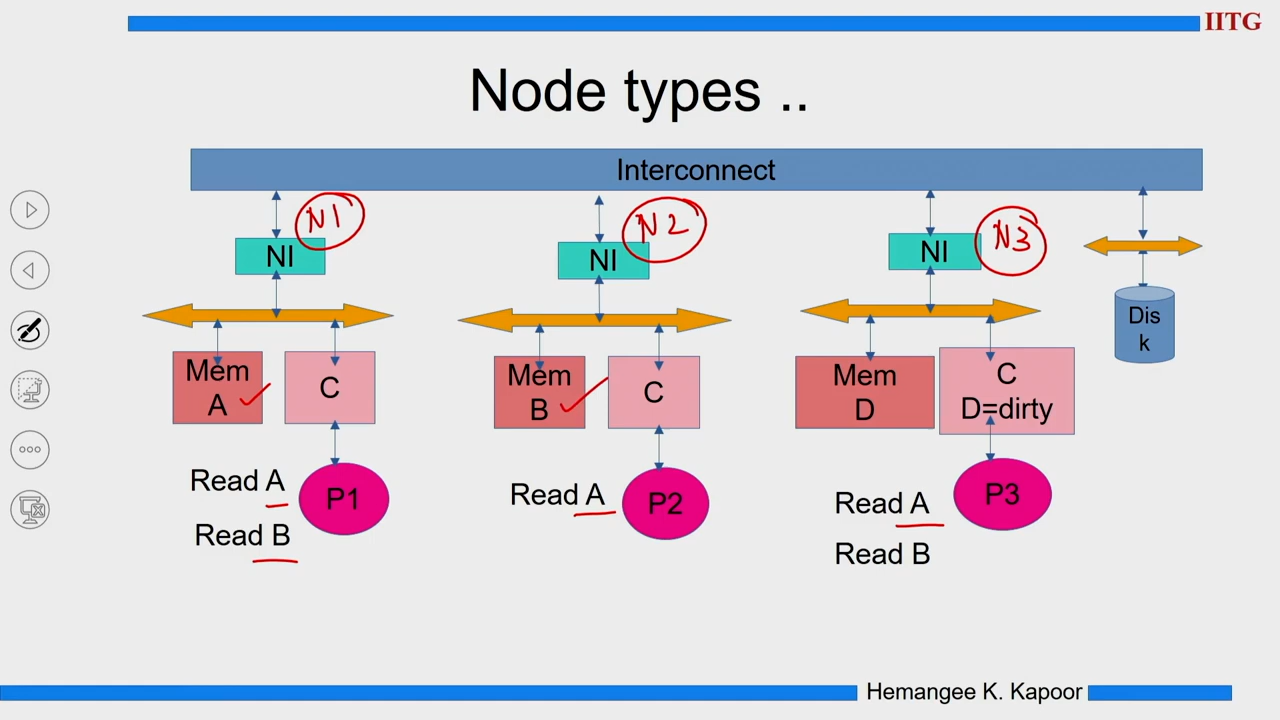 IITG
Node types ..
Interconnect
N1
N2
N3
NI
NI
NI
Mem
A
C
Mem
B
C
Mem
D
C
D=dirty
Dis
k
Read A
Read B
P1
Read A
P2
Read A
Read B
P3
Hemangee K. Kapoor